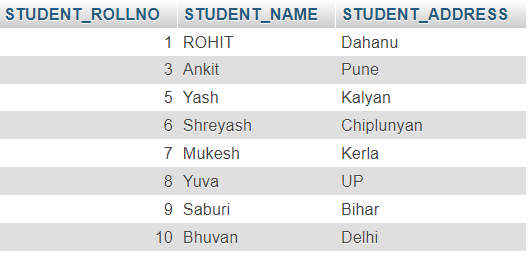 STUDENT_ROLLNO STUDENT_NAME STUDENT_ADDRESS
1 ROHIT Dahanu
3 Ankit Pune
5 Yash Kalyan
6 Shreyash Chiplunyan
7 Mukesh Kerla
8 Yuva UP
9 Saburi Bihar
10 Bhuvan Delhi